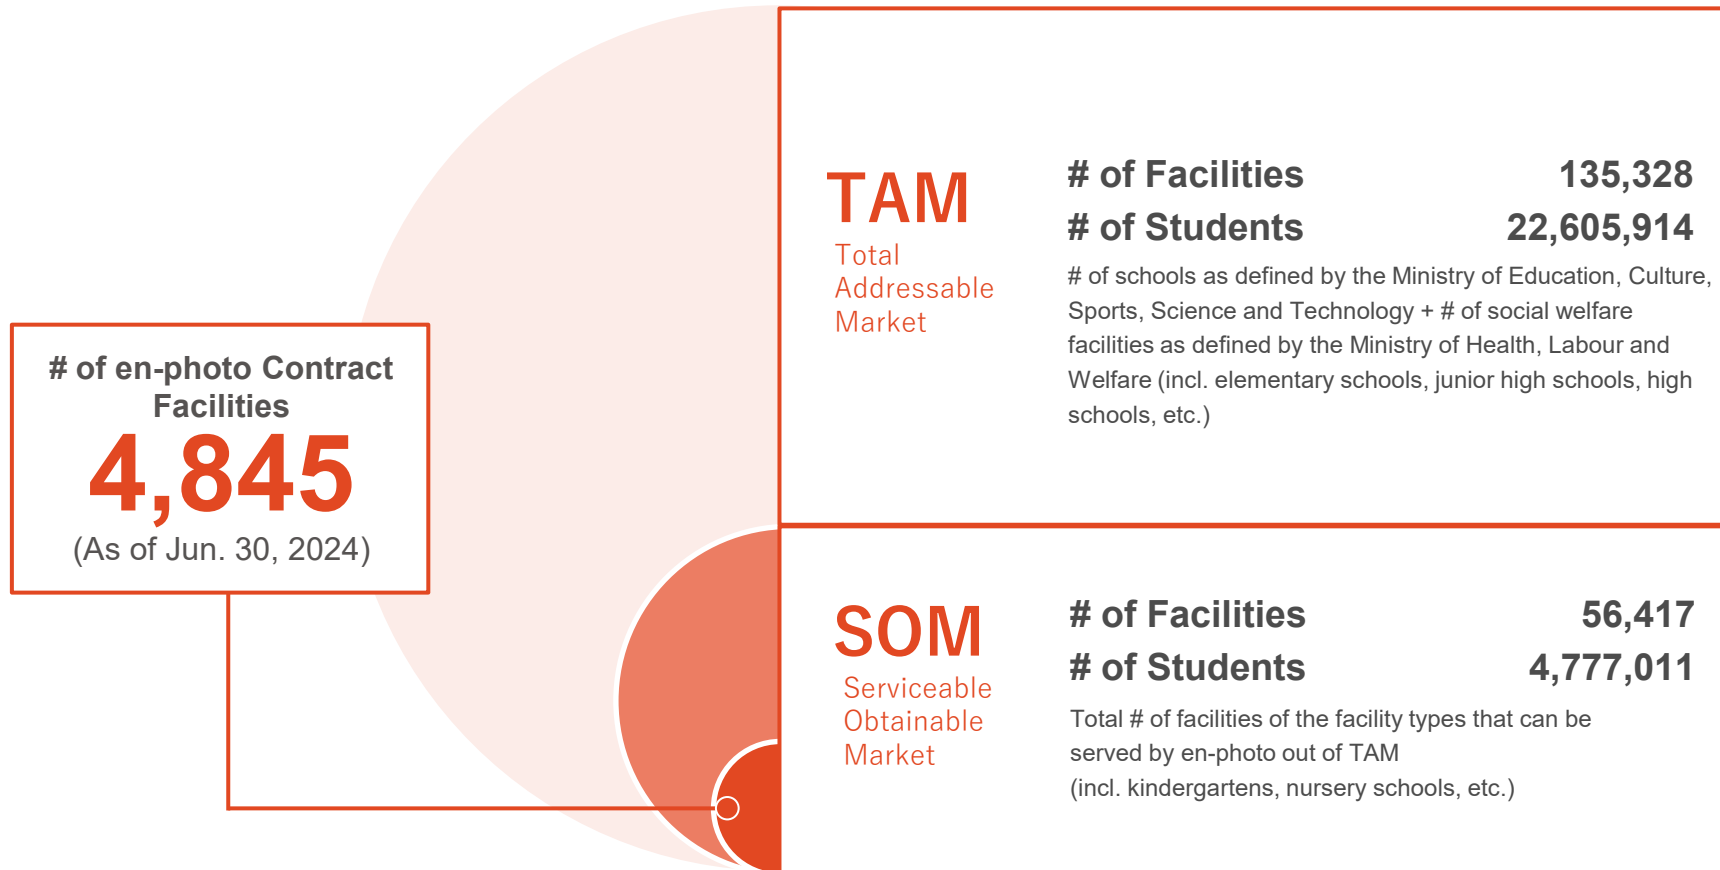 # of en-photo Contract
Facilities
4,845
(As of Jun. 30, 2024)
TAM
Total
Addressable
Market
# of Facilities 135,328
# of Students 22,605,914
# of schools as defined by the Ministry of Education, Culture,
Sports, Science and Technology + # of social welfare
facilities as defined by the Ministry of Health, Labour and
Welfare (incl. elementary schools, junior high schools, high
schools, etc.)
SOM
Serviceable
Obtainable
Market
# of Facilities 56,417
# of Students 4,777,011
Total # of facilities of the facility types that can be
served by en-photo out of TAM
(incl. kindergartens, nursery schools, etc.)